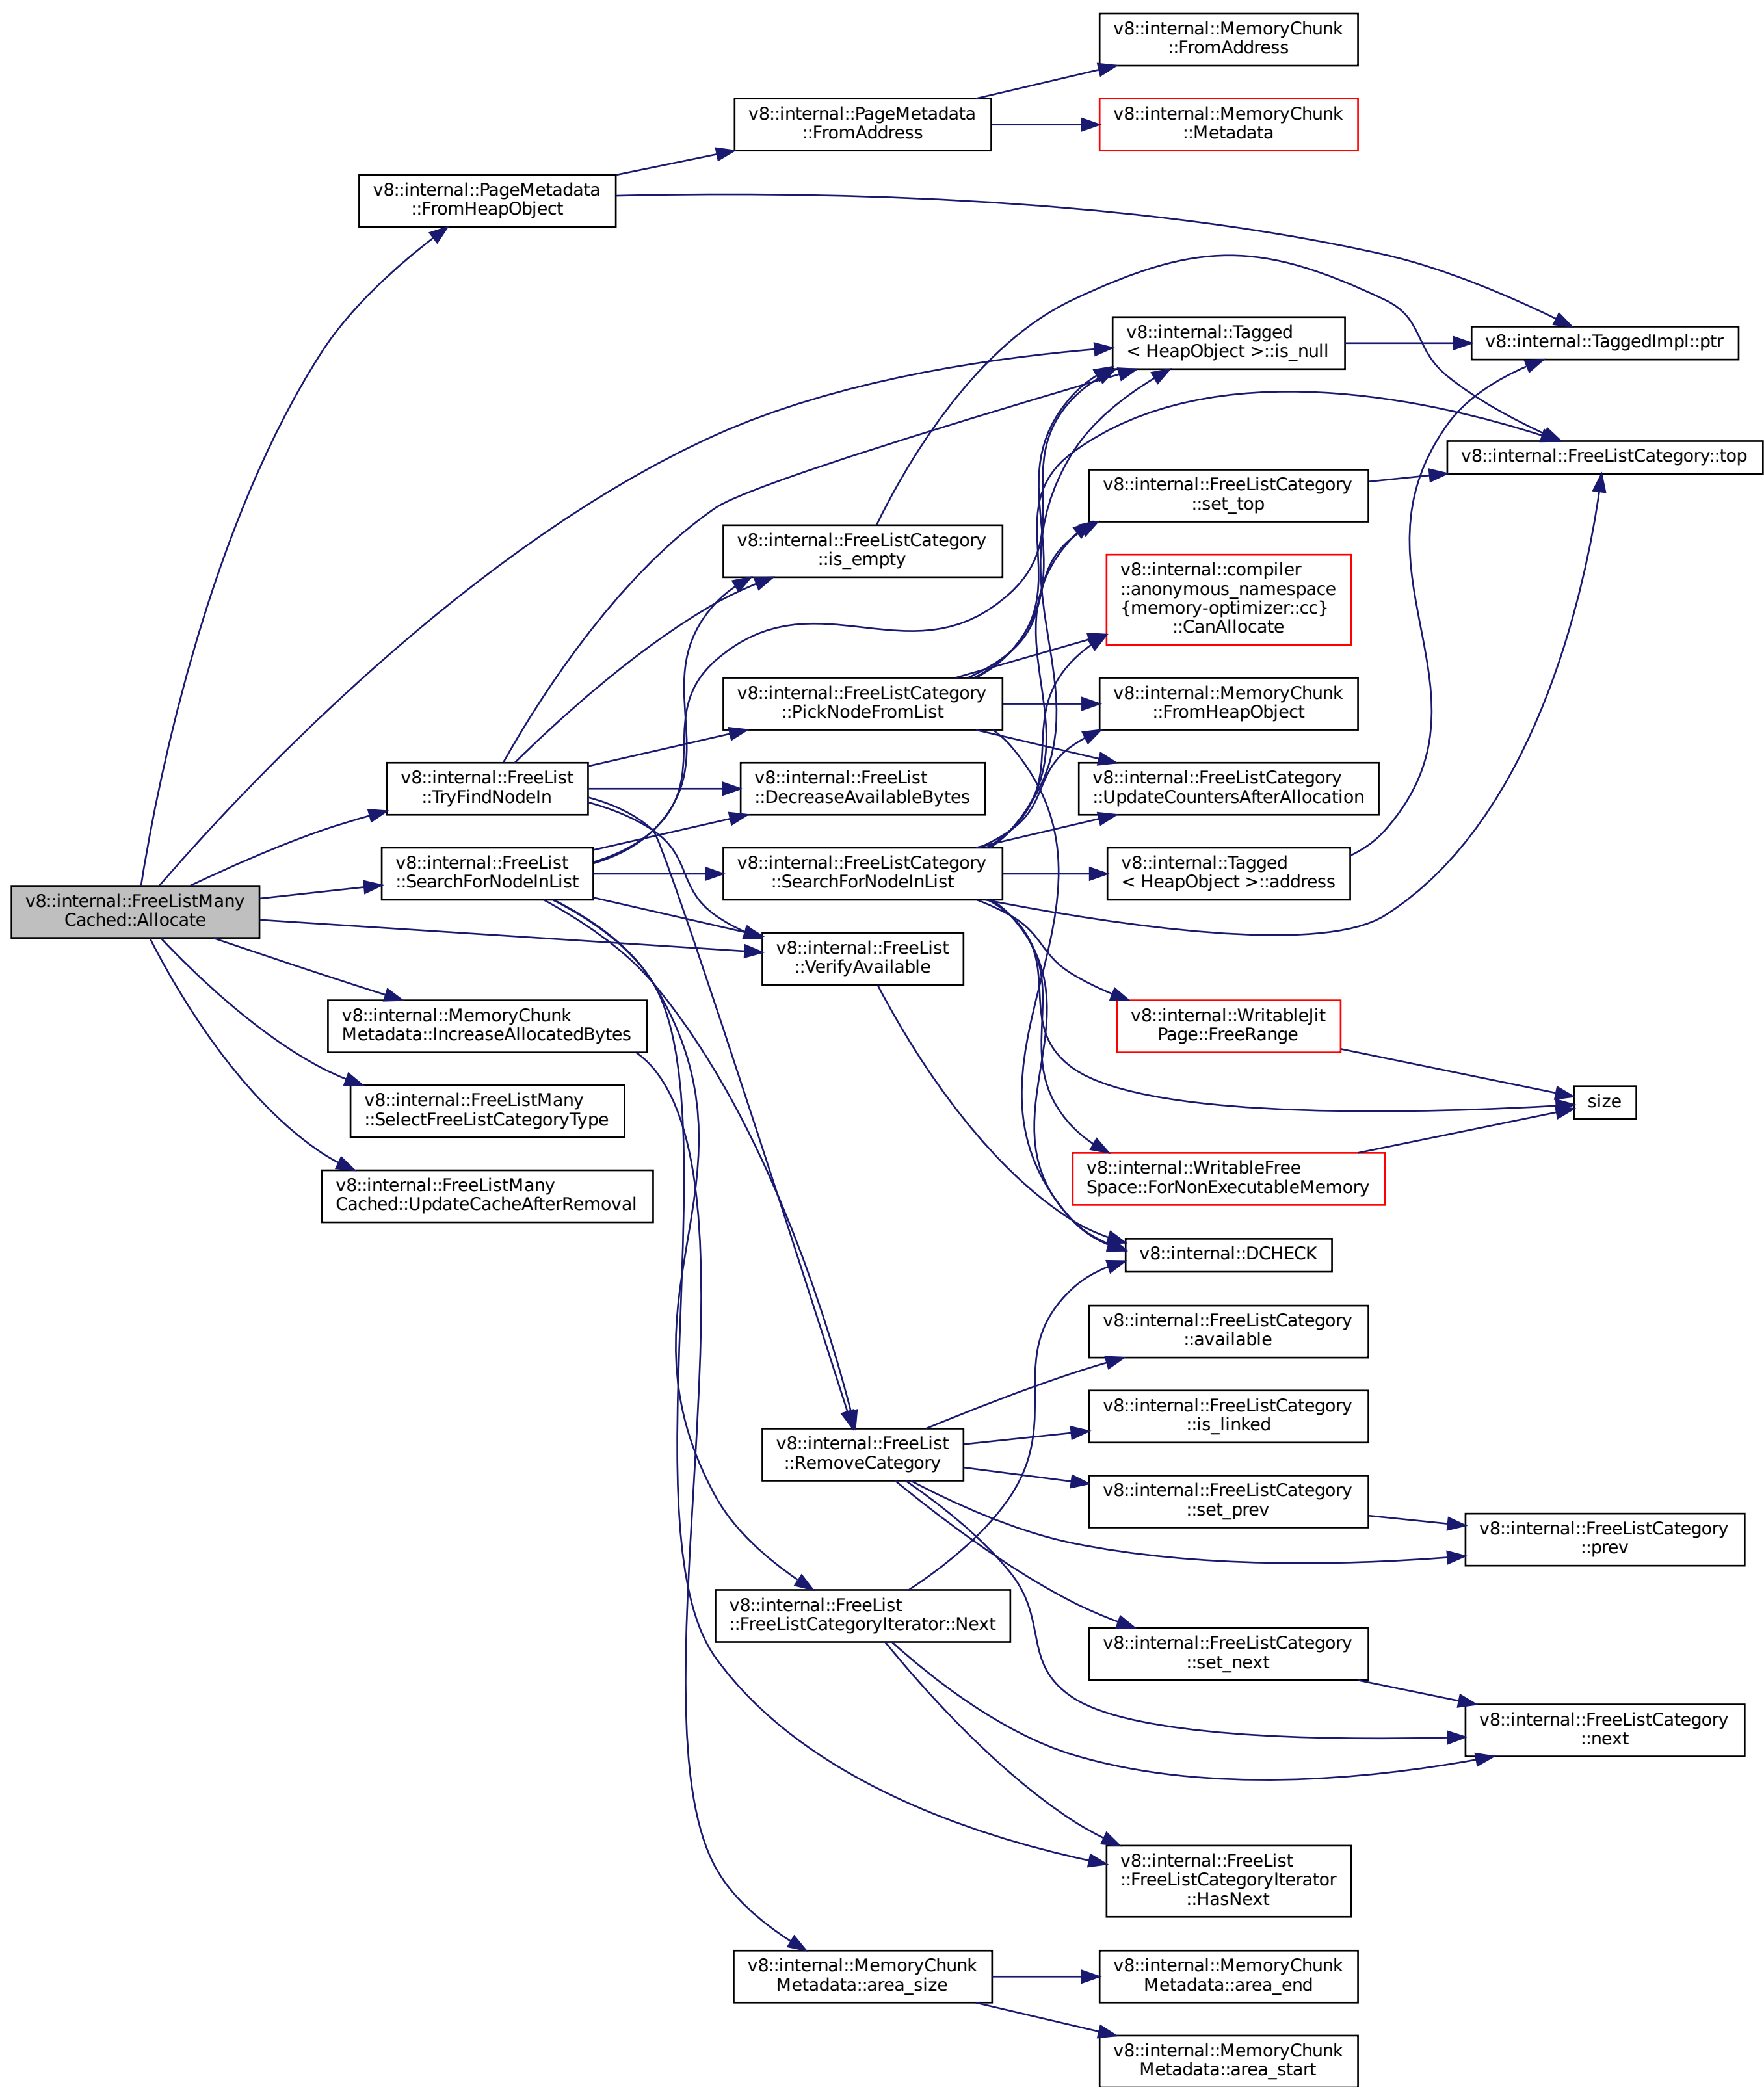 v8::internal::MemoryChunk
::FromAddress
v8::internal::PageMetadata
::FromAddress
v8::internal::MemoryChunk
::Metadata
v8::internal::PageMetadata
::FromHeapObject
v8::internal::Tagged
< HeapObject >::is_null
v8::internal::TaggedImpl::ptr
v8::internal::FreeListCategory::top
v8::internal::FreeListCategory
::set_top
v8::internal::FreeListCategory
::is_empty
v8::internal::compiler
::anonymous_namespace
{memory-optimizer::cc}
::CanAllocate
v8::internal::FreeListCategory
::PickNodeFromList
v8::internal::MemoryChunk
::FromHeapObject
v8::internal::FreeList
::TryFindNodeIn
v8::internal::FreeList
::DecreaseAvailableBytes
v8::internal::FreeListCategory
::UpdateCountersAfterAllocation
v8::internal::FreeList
::SearchForNodeInList
v8::internal::FreeListCategory
::SearchForNodeInList
v8::internal::Tagged
< HeapObject >::address
v8::internal::FreeListMany
Cached::Allocate
v8::internal::FreeList
::VerifyAvailable
v8::internal::MemoryChunk
Metadata::IncreaseAllocatedBytes
v8::internal::WritableJit
Page::FreeRange
v8::internal::FreeListMany
::SelectFreeListCategoryType
size
v8::internal::FreeListMany
Cached::UpdateCacheAfterRemoval
v8::internal::WritableFree
Space::ForNonExecutableMemory
v8::internal::DCHECK
v8::internal::FreeListCategory
::available
v8::internal::FreeListCategory
::is_linked
v8::internal::FreeList
::RemoveCategory
v8::internal::FreeListCategory
::set_prev
v8::internal::FreeListCategory
::prev
v8::internal::FreeList
::FreeListCategoryIterator::Next
v8::internal::FreeListCategory
::set_next
v8::internal::FreeListCategory
::next
v8::internal::FreeList
::FreeListCategoryIterator
::HasNext
v8::internal::MemoryChunk
Metadata::area_size
v8::internal::MemoryChunk
Metadata::area_end
v8::internal::MemoryChunk
Metadata::area_start